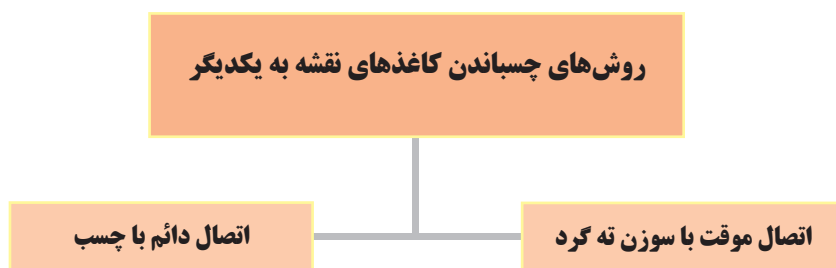 روش‌های چسباندن کاغذهای نقشه به یکدیگر
اتصال موقت با سوزن ته گرد
اتصال دائم با چسب